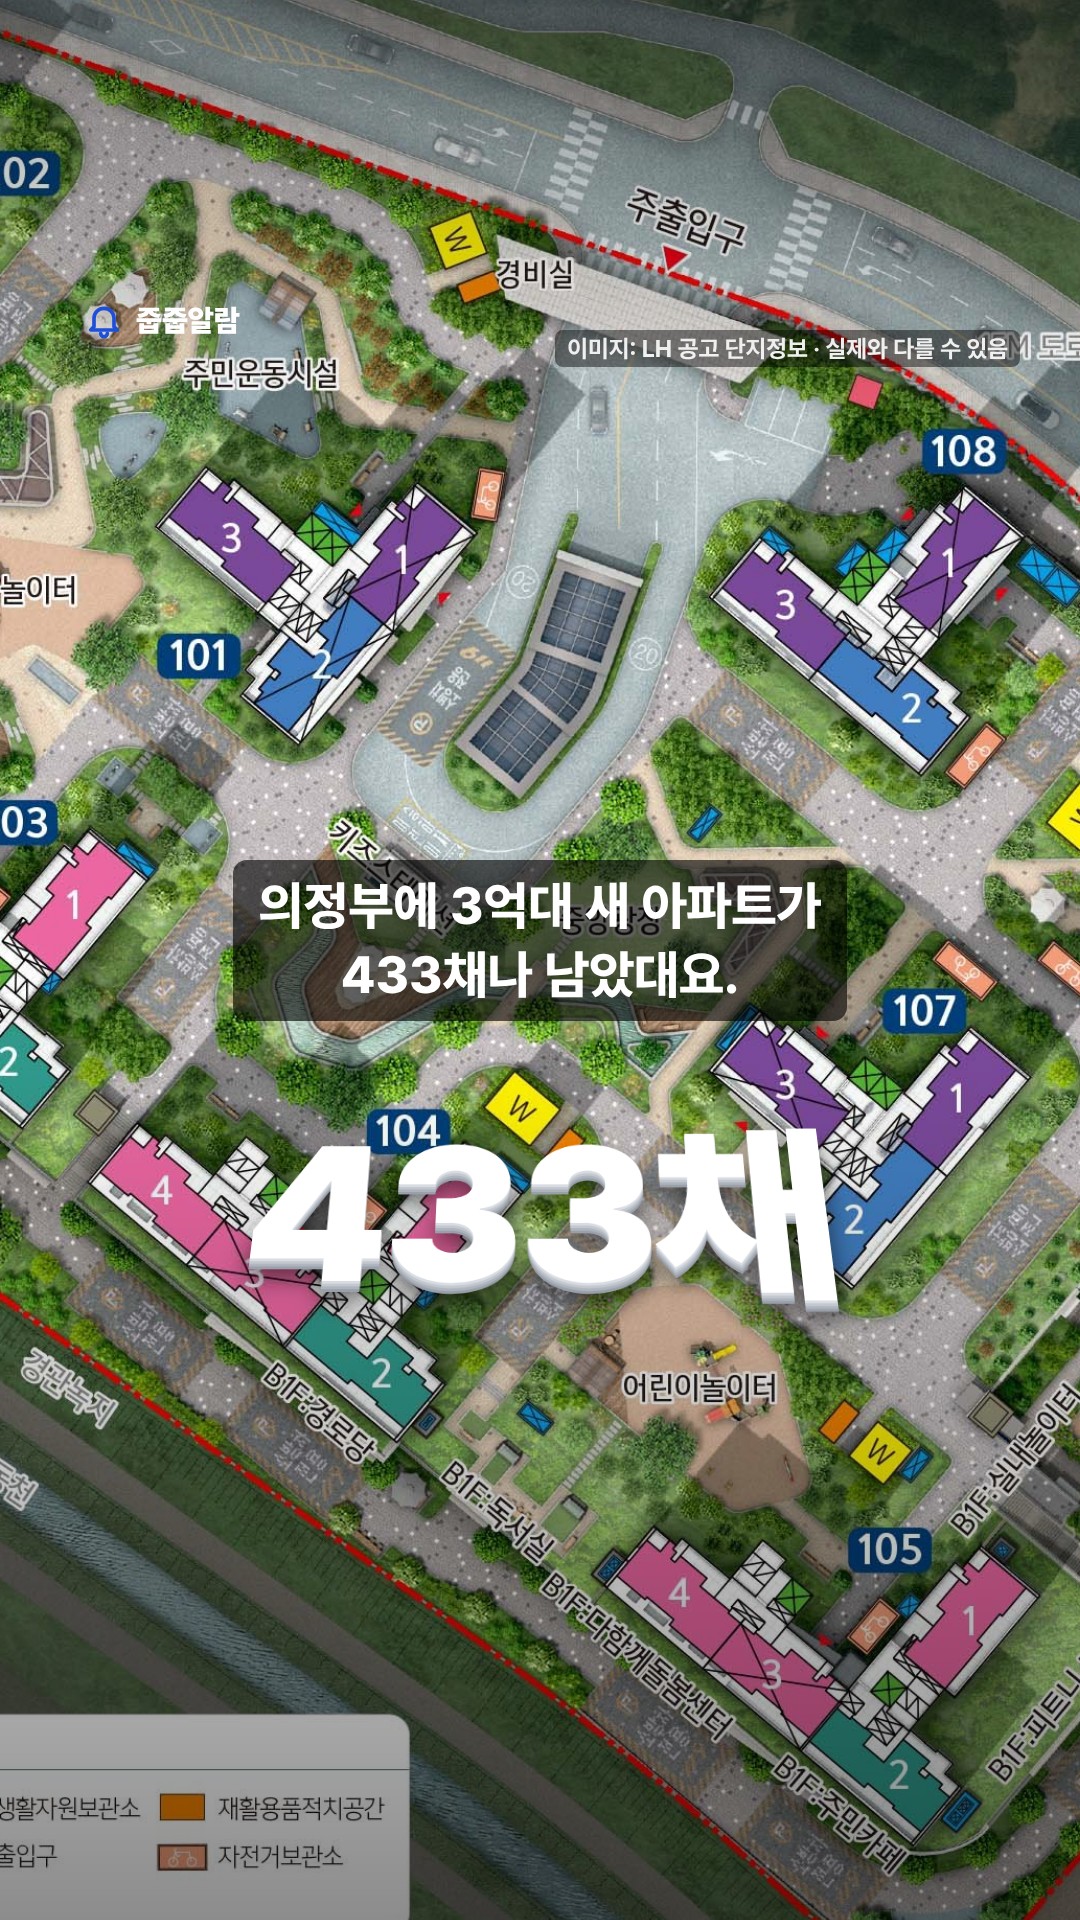 02
주출입구
W
경비실
줍줍알람
이미지: LH 공고 단지정보 · 실제와 다를 수 있음
주민운동시설
108
3
1
놀이터
101
2
3
1
2
20
20
119
03
1
2
의정부에 3억대 새 아파트가
433채나 남았대요.
107
3
1
2
104
W
4
3
2
433채
경관녹지
B1F:경로당
어린이놀이터
W
B1F:독서실
B1F:실내놀이터
105
4
3
1
2
B1F:다함께돌봄센터
B1F:주민카페
생활자원보관소
재활용품적치공간
출입구
자전거보관소